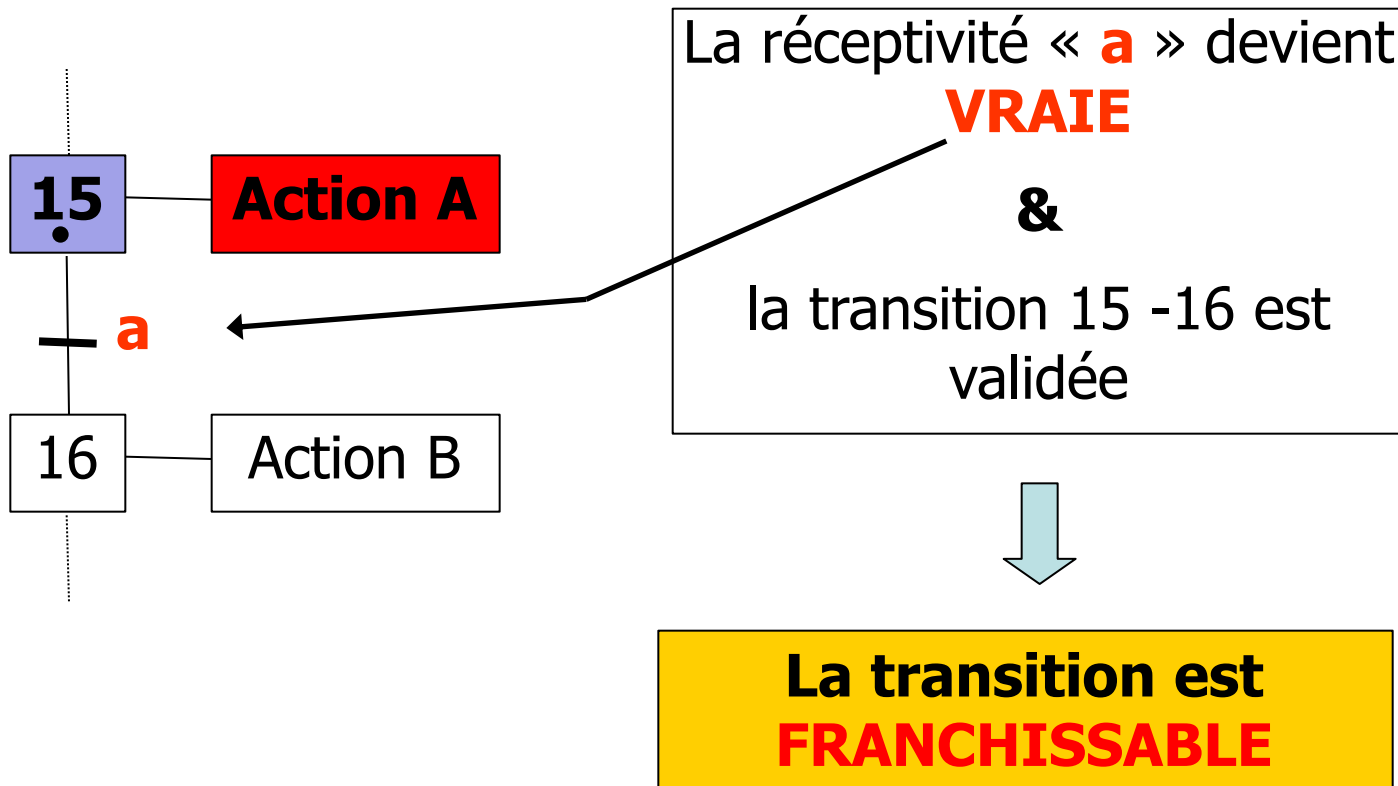 La réceptivité « a » devient
VRAIE
&
la transition 15 -16 est
validée
15
Action A
a
16
Action B
La transition est
FRANCHISSABLE